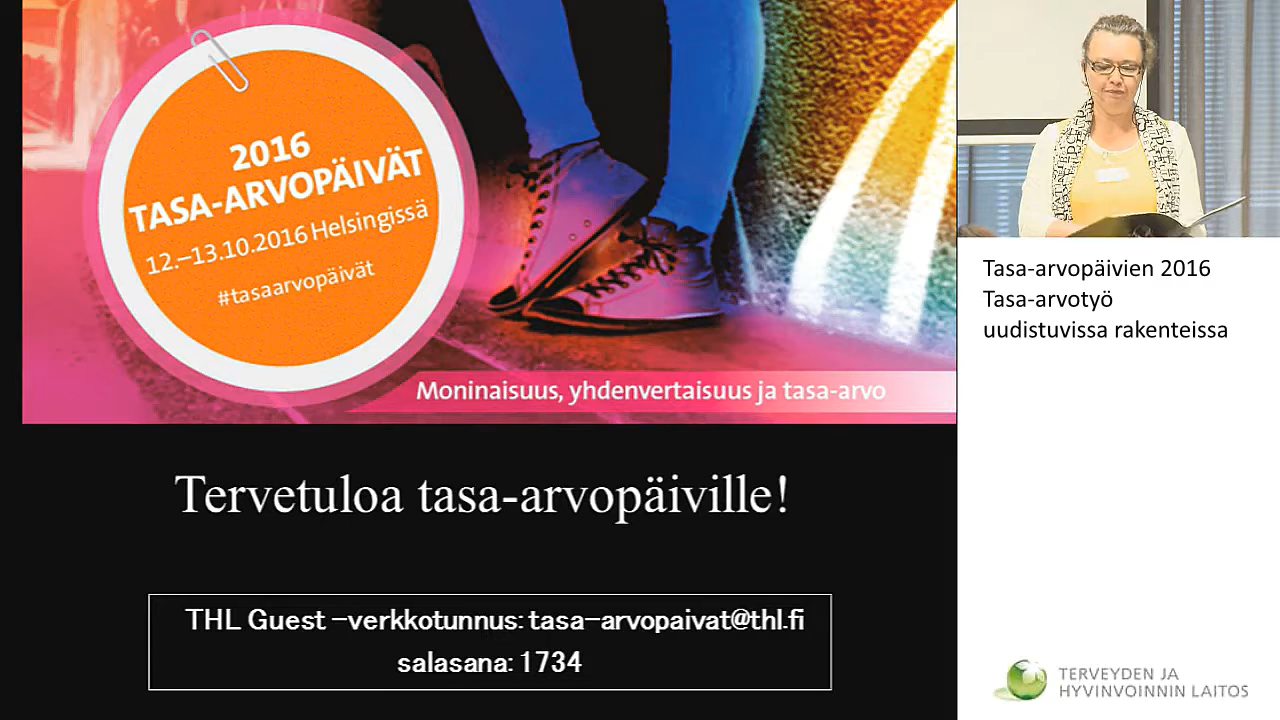 2016
TASA-ARVOPÄIVÄT
12.–13.10.2016 Helsingissä
#tasaarvopäivät
Moninaisuus, yhdenvertaisuus ja tasa-arvo
Tervetuloa tasa-arvopäiville!
THL Guest –verkkotunnus: tasa-arvopaivat@thl.fi
salasana: 1734
Tasa-arvopäivien 2016
Tasa-arvotyö
uudistuvissa rakenteissa
TERVEYDEN JA
HYVINVOINNIN LAITOS